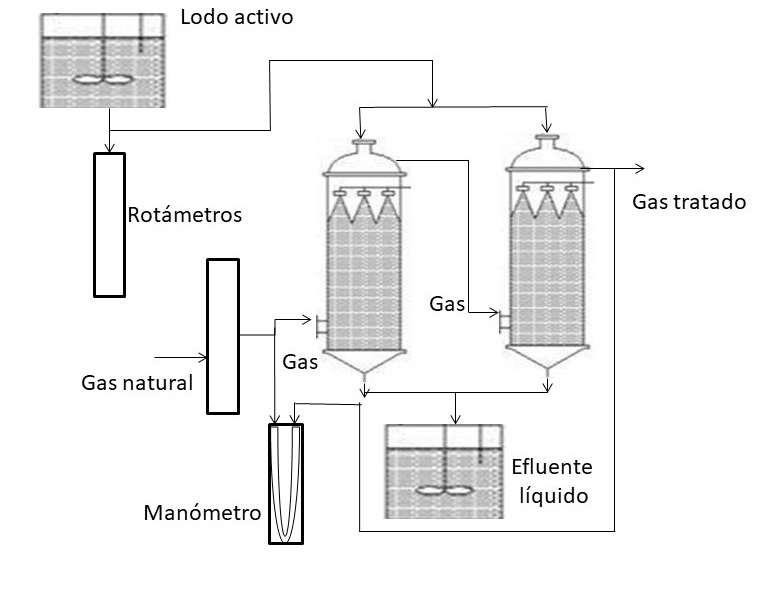 Lodo activo
Rotámetros
Gas tratado
Gas
Gas
Gas natural
Efluente
líquido
Manómetro